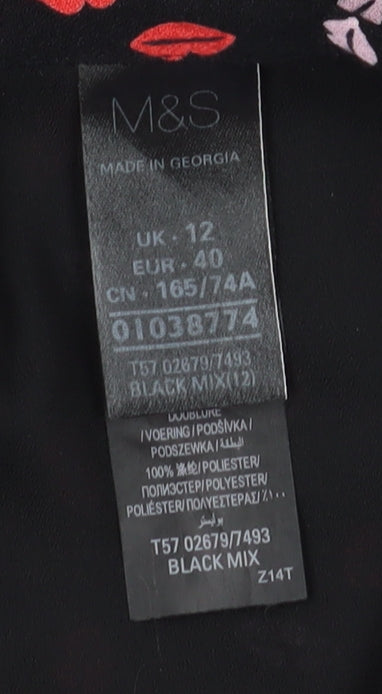 M&S
MADE IN GEORGIA
UK · 12
EUR · 40
CN · 165/74A
01038774
T57 02679/7493
BLACK MIX(12)
DOUBLURE
/VOERING/PODŠÍVKA/
PODSZEWKA/البطانة/
100% 涤纶/POLIESTER/
ПОЛИЭСТЕР/POLYESTER/
POLIÉSTER/ΠΟΛΥΕΣΤΕΡΑΣ/٪١٠٠
بوليستر
T57 02679/7493
BLACK MIX
Z14T